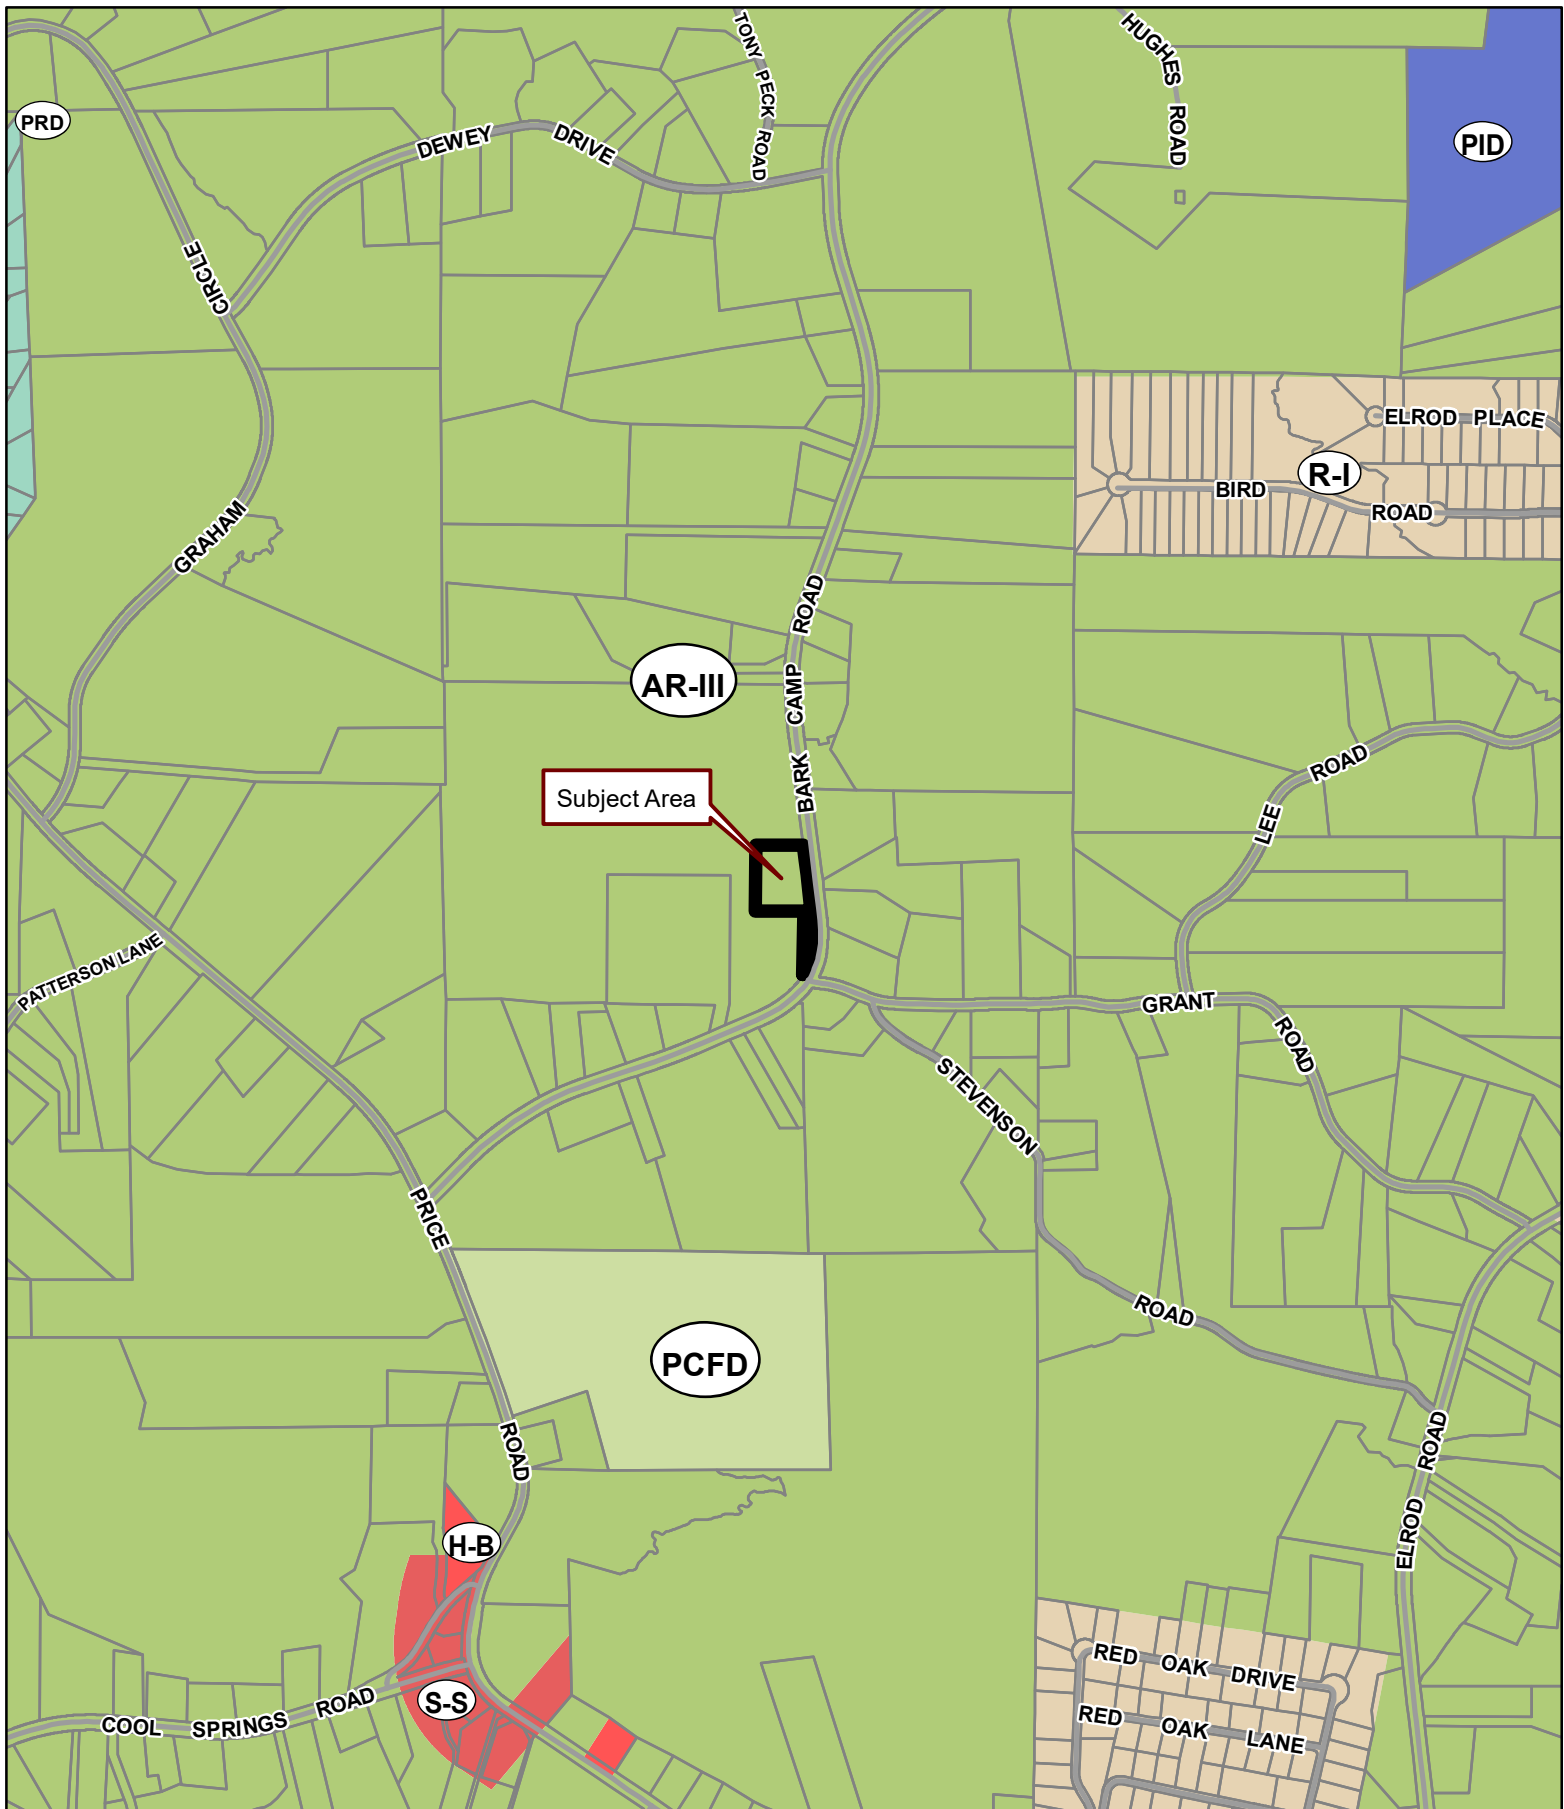 TONY PECK ROAD
HUGHES ROAD
PRD
DEWEY DRIVE
PID
GRAHAM CIRCLE
ELROD PLACE
R-I
BIRD ROAD
BARK CAMP ROAD
AR-III
Subject Area
LEE ROAD
PATTERSON LANE
GRANT ROAD
STEVENSON ROAD
PRICE ROAD
PCFD
ELROD ROAD
H-B
S-S
COOL SPRINGS ROAD
RED OAK DRIVE
RED OAK LANE